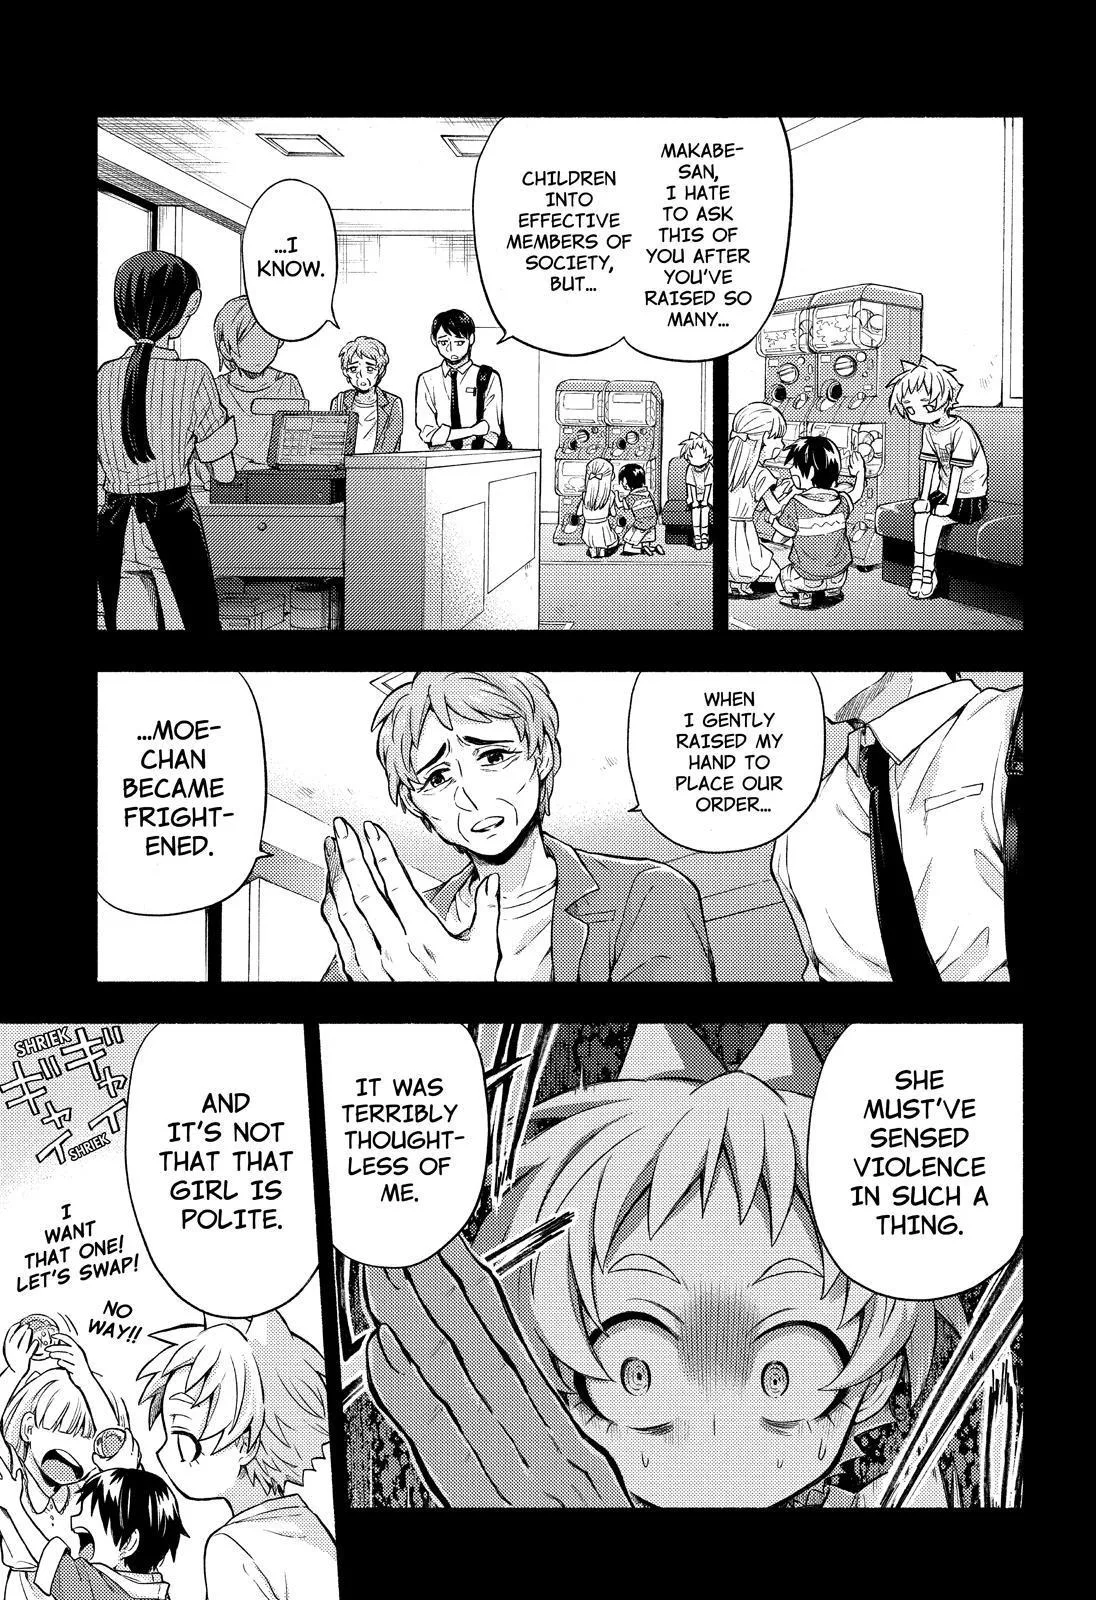 MAKABE-
SAN,
I HATE
TO ASK
THIS OF
YOU AFTER
YOU'VE
RAISED SO
MANY...
CHILDREN
INTO
EFFECTIVE
MEMBERS OF
SOCIETY,
BUT...
...I
KNOW.
WHEN
I GENTLY
RAISED MY
HAND TO
PLACE OUR
ORDER...
...MOE-
CHAN
BECAME
FRIGHT-
ENED.
SHE
MUST'VE
SENSED
VIOLENCE
IN SUCH A
THING.
IT WAS
TERRIBLY
THOUGHT-
LESS OF
ME.
AND
IT'S NOT
THAT THAT
GIRL IS
POLITE.
SHRIEK
ギャイ
ギャイ
SHRIEK
I
WANT
THAT ONE!
LET'S SWAP!
NO
WAY!!